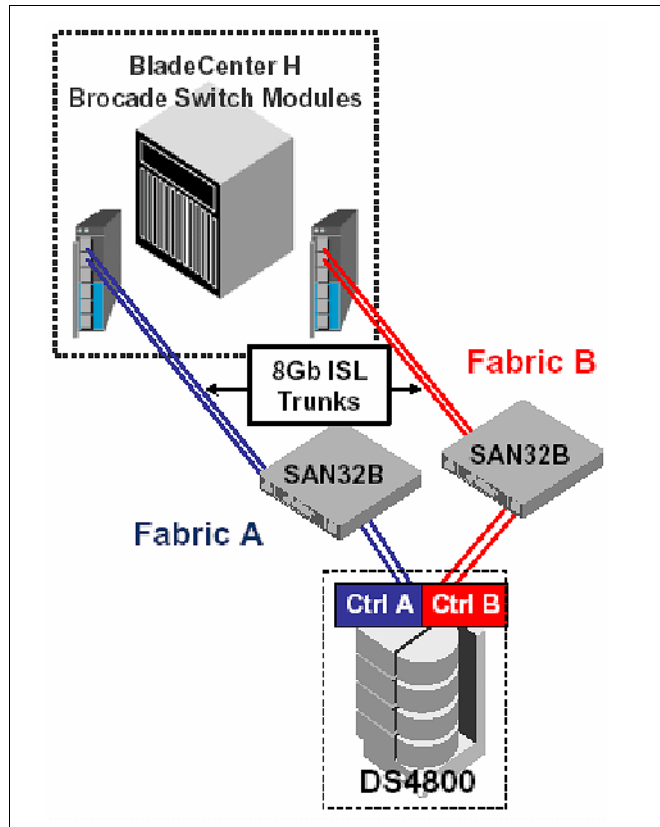 BladeCenter H
Brocade Switch Modules
8Gb ISL
Trunks
Fabric B
SAN32B
SAN32B
Fabric A
Ctrl A
Ctrl B
DS4800